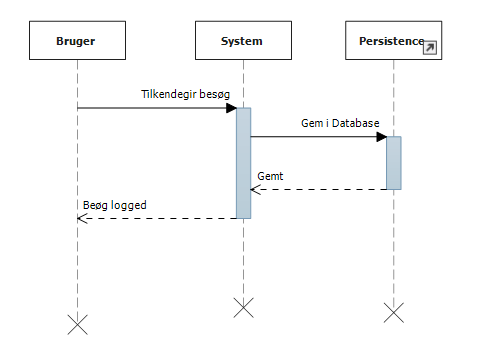 Bruger
System
Persistence
Tilkendegir besøg
Gem i Database
Gemt
Beøg logged